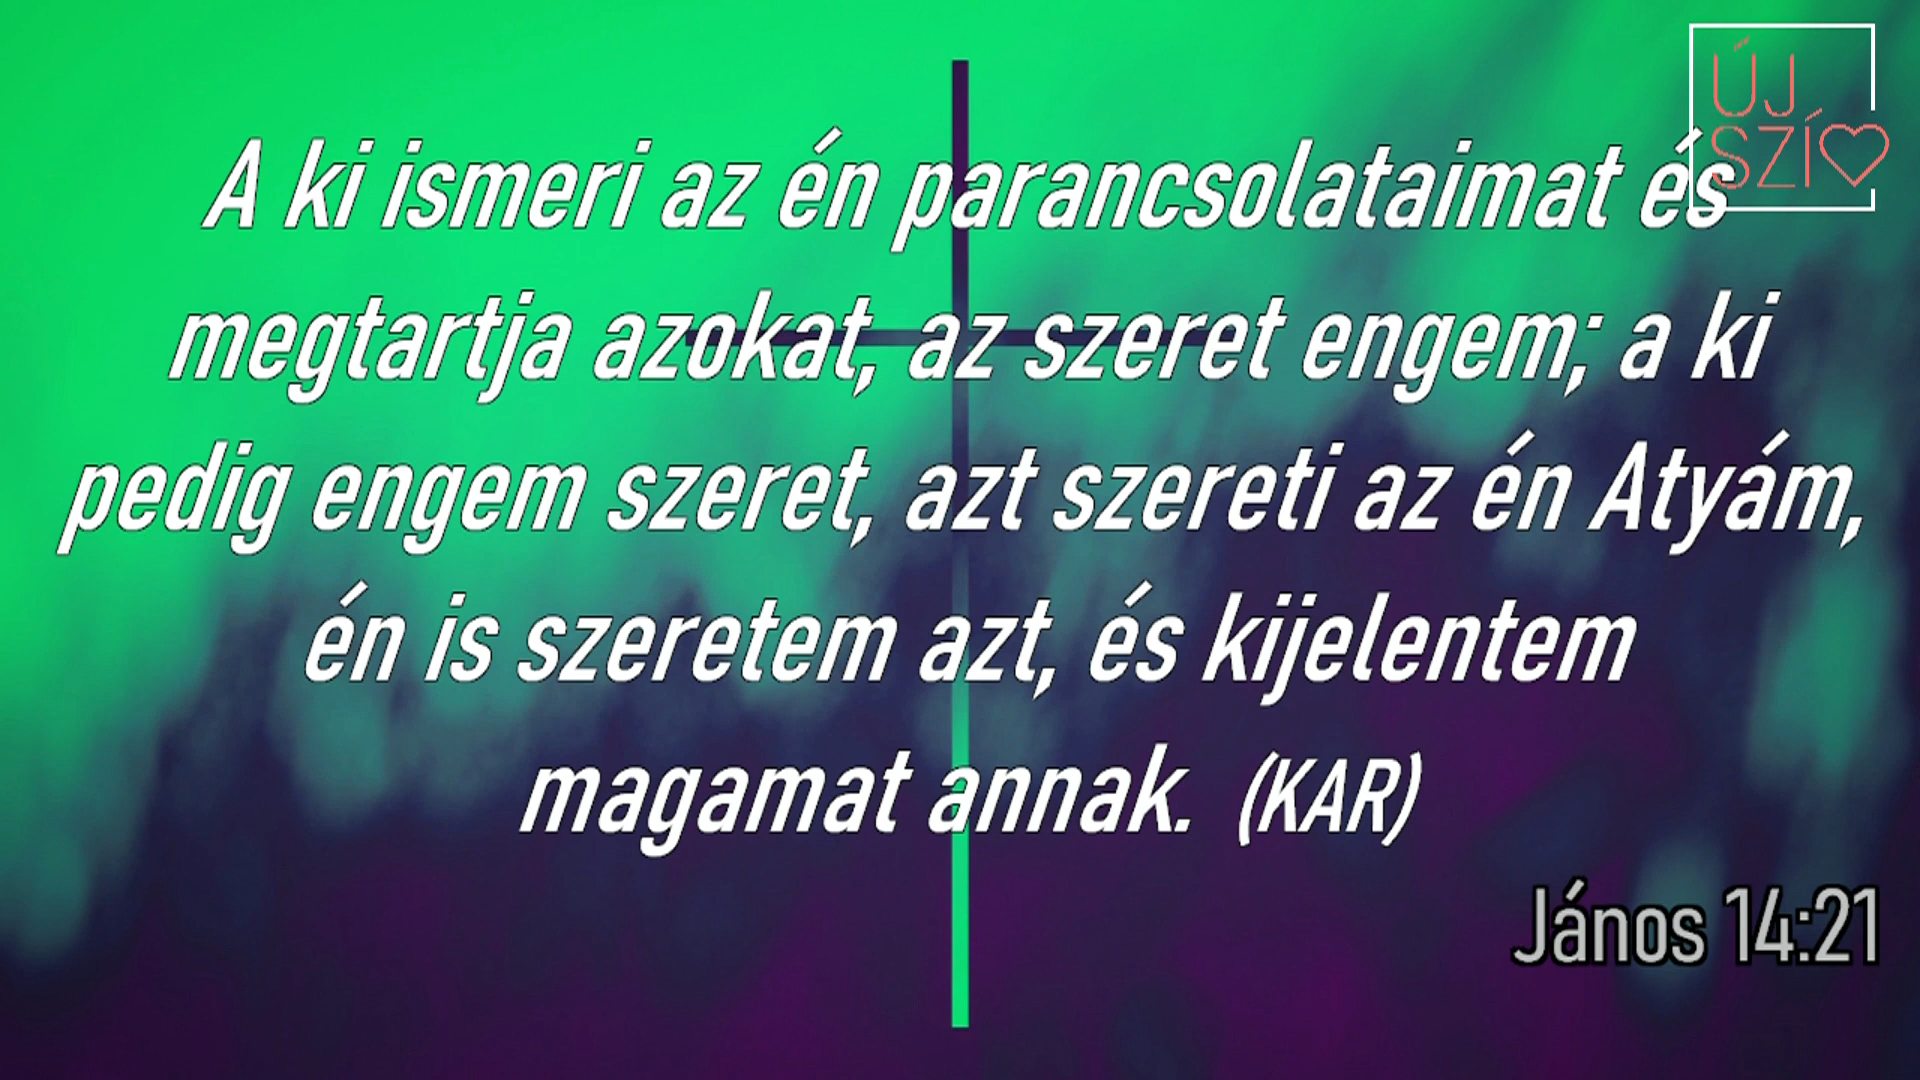 ÚJ
SZÍ
A ki ismeri az én parancsolataimat és
megtartja azokat, az szeret engem; a ki
pedig engem szeret, azt szereti az én Atyám,
én is szeretem azt, és kijelentem
magamat annak. (KAR)
János 14:21